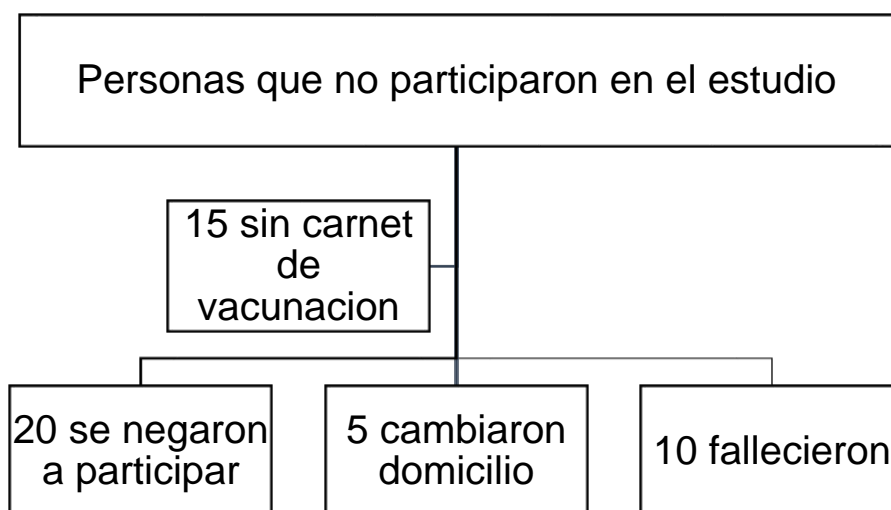 Personas que no participaron en el estudio
15 sin carnet
de
vacunacion
20 se negaron
a participar
5 cambiaron
domicilio
10 fallecieron